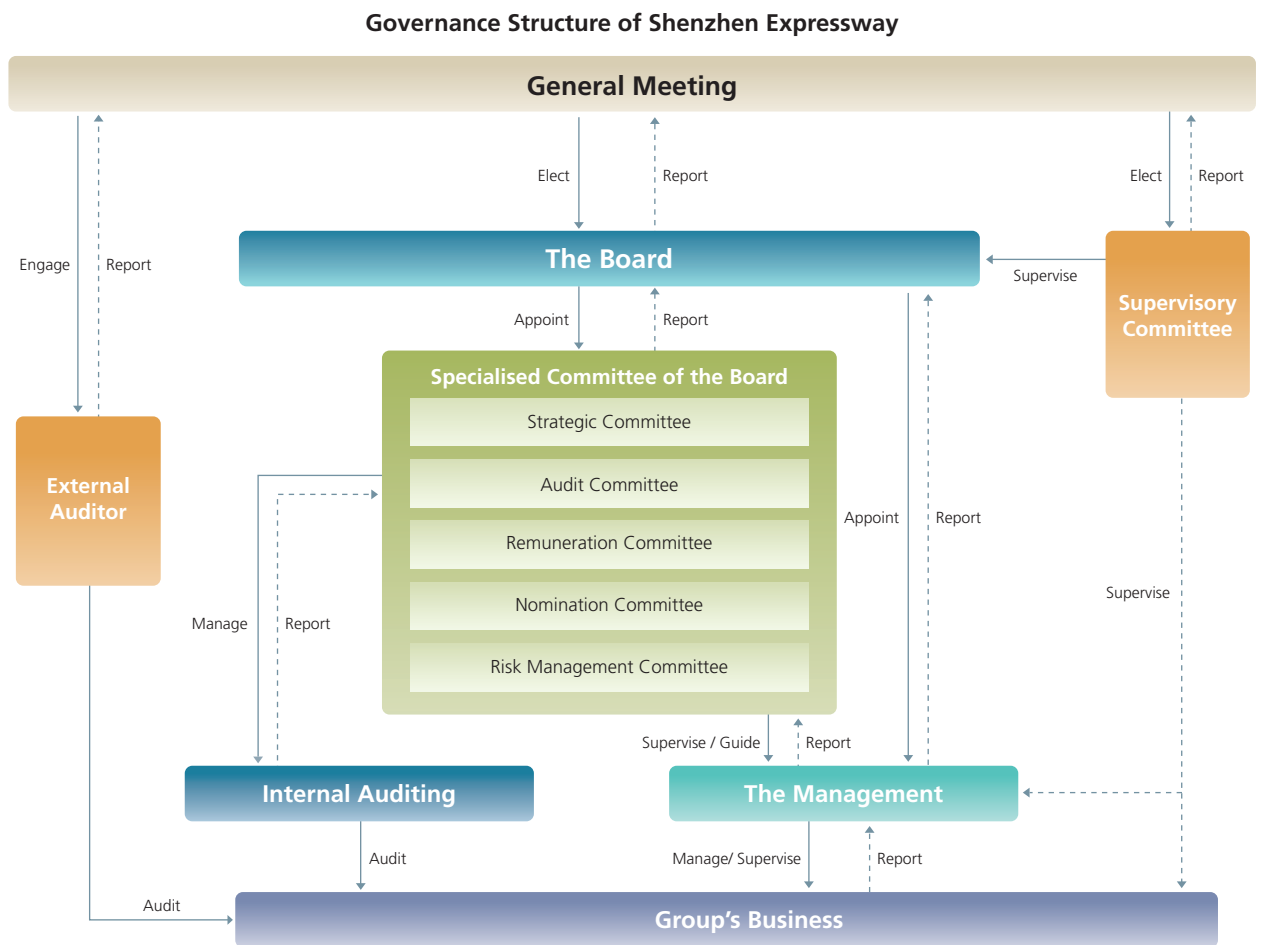 Governance Structure of Shenzhen Expressway
General Meeting
Elect
Report
Elect
Report
Engage
Report
The Board
Supervise
Supervisory
Committee
Appoint
Report
Specialised Committee of the Board
Strategic Committee
Audit Committee
Remuneration Committee
Nomination Committee
Risk Management Committee
External
Auditor
Appoint
Report
Manage
Report
Supervise
Supervise / Guide
Report
Internal Auditing
The Management
Audit
Manage/ Supervise
Report
Audit
Group's Business